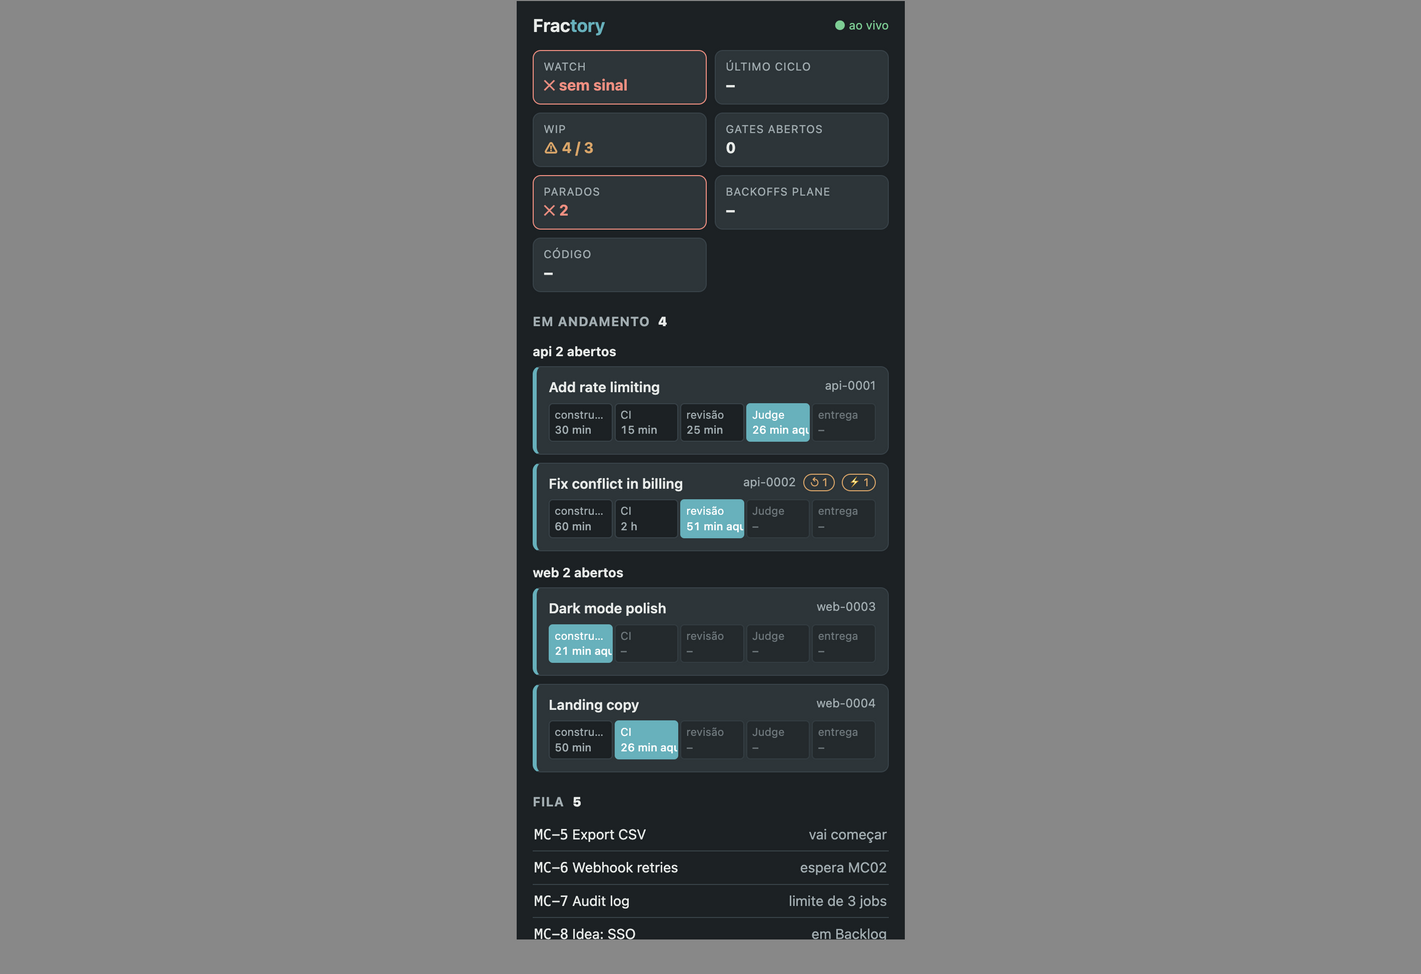 Fractory
ao vivo
WATCH
sem sinal
ÚLTIMO CICLO
–
WIP
4 / 3
GATES ABERTOS
0
PARADOS
2
BACKOFFS PLANE
–
CÓDIGO
–
EM ANDAMENTO 4
api 2 abertos
Add rate limiting api-0001
constru... CI revisão Judge entrega
30 min 15 min 25 min 26 min aqu –
Fix conflict in billing api-0002 1 1
constru... CI revisão Judge entrega
60 min 2 h 51 min aqu – –
web 2 abertos
Dark mode polish web-0003
constru... CI revisão Judge entrega
21 min aqu – – – –
Landing copy web-0004
constru... CI revisão Judge entrega
50 min 26 min aqu – – –
FILA 5
MC–5 Export CSV vai começar
MC–6 Webhook retries espera MC02
MC–7 Audit log limite de 3 jobs
MC–8 Idea: SSO em Backlog